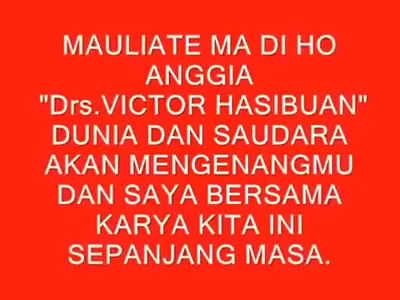 MAULIATE MA DI HO
ANGGIA
"Drs.VICTOR HASIBUAN"
DUNIA DAN SAUDARA
AKAN MENGENANGMU
DAN SAYA BERSAMA
KARYA KITA INI
SEPANJANG MASA.